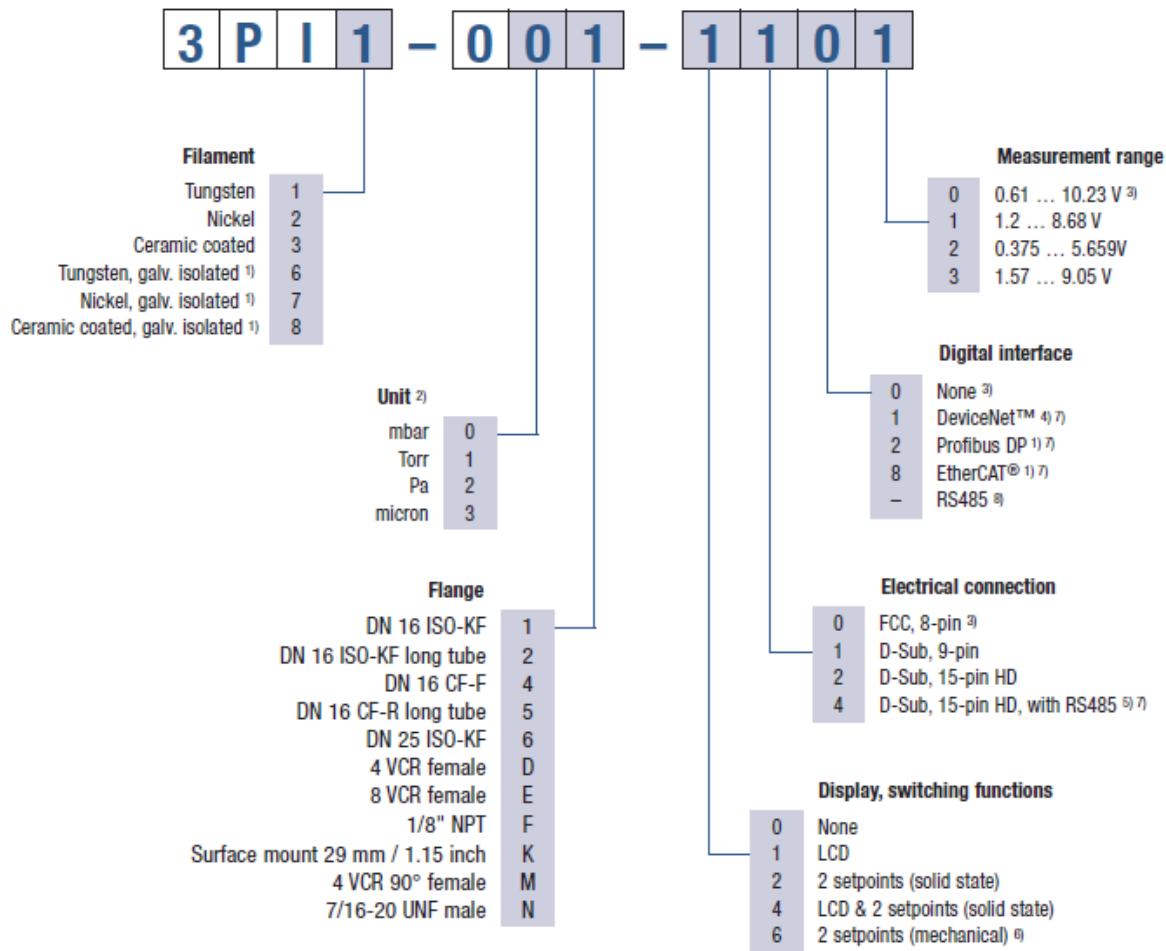 3 P I 1 – 0 0 1 – 1 1 0 1
Filament
Tungsten 1
Nickel 2
Ceramic coated 3
Tungsten, galv. isolated 1) 6
Nickel, galv. isolated 1) 7
Ceramic coated, galv. isolated 1) 8
Unit 2)
mbar 0
Torr 1
Pa 2
micron 3
Flange
DN 16 ISO-KF 1
DN 16 ISO-KF long tube 2
DN 16 CF-F 4
DN 16 CF-R long tube 5
DN 25 ISO-KF 6
4 VCR female D
8 VCR female E
1/8" NPT F
Surface mount 29 mm / 1.15 inch K
4 VCR 90° female M
7/16-20 UNF male N
Measurement range
0 0.61 … 10.23 V 3)
1 1.2 … 8.68 V
2 0.375 … 5.659V
3 1.57 … 9.05 V
Digital interface
0 None 3)
1 DeviceNet™ 4) 7)
2 Profibus DP 1) 7)
8 EtherCAT® 1) 7)
– RS485 8)
Electrical connection
0 FCC, 8-pin 3)
1 D-Sub, 9-pin
2 D-Sub, 15-pin HD
4 D-Sub, 15-pin HD, with RS485 5) 7)
Display, switching functions
0 None
1 LCD
2 2 setpoints (solid state)
4 LCD & 2 setpoints (solid state)
6 2 setpoints (mechanical) 6)